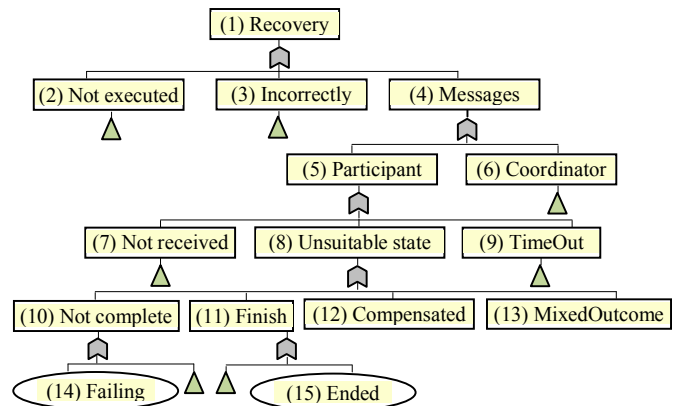 (1) Recovery
(2) Not executed
(3) Incorrectly
(4) Messages
(5) Participant
(6) Coordinator
(7) Not received
(8) Unsuitable state
(9) TimeOut
(10) Not complete
(11) Finish
(12) Compensated
(13) MixedOutcome
(14) Failing
(15) Ended